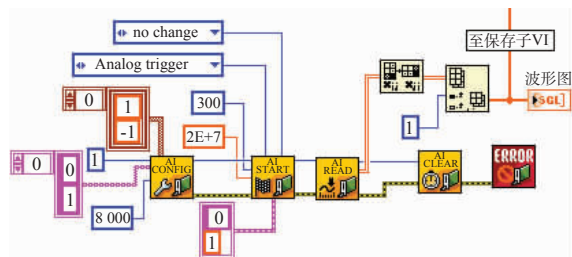 no change
至保存子VI
Analog trigger
波形图
0
1
-1
300
SGL
1
2E+7
0
0
1
1
AI CONFIG
AI START
AI READ
AI CLEAR
ERROR
8 000
0
1